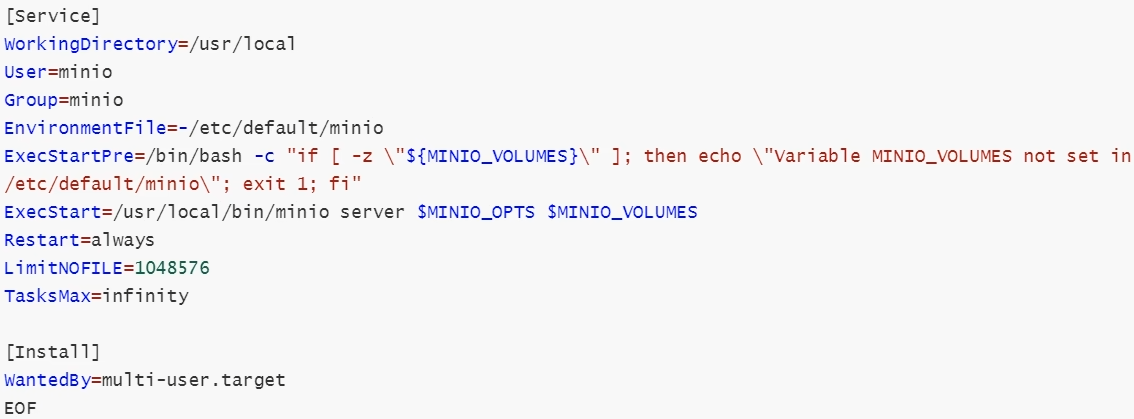 [Service]
WorkingDirectory=/usr/local
User=minio
Group=minio
EnvironmentFile=-/etc/default/minio
ExecStartPre=/bin/bash -c "if [ -z \"${MINIO_VOLUMES}\" ]; then echo \"Variable MINIO_VOLUMES not set in
/etc/default/minio\"; exit 1; fi"
ExecStart=/usr/local/bin/minio server $MINIO_OPTS $MINIO_VOLUMES
Restart=always
LimitNOFILE=1048576
TasksMax=infinity

[Install]
WantedBy=multi-user.target
EOF